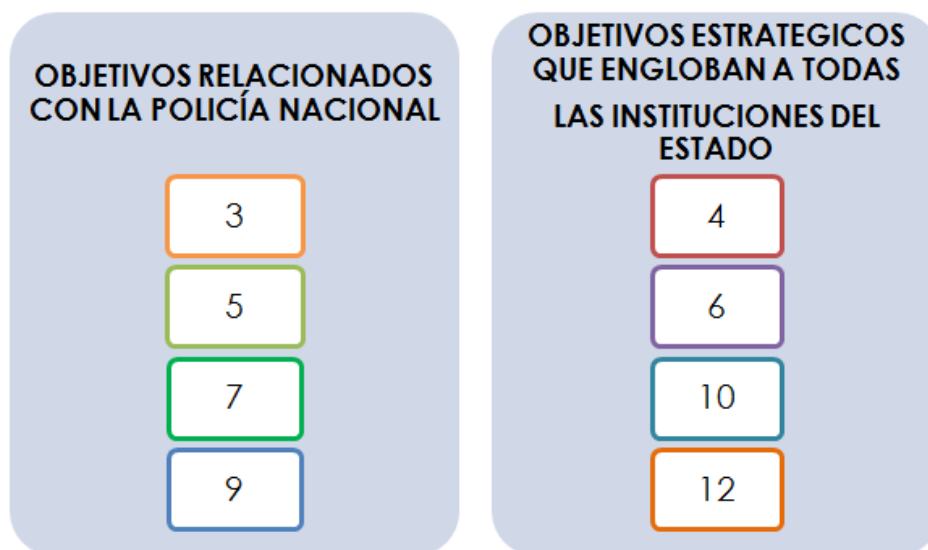 OBJETIVOS RELACIONADOS
CON LA POLICÍA NACIONAL
3
5
7
9
OBJETIVOS ESTRATEGICOS
QUE ENGLOBAN A TODAS
LAS INSTITUCIONES DEL
ESTADO
4
6
10
12